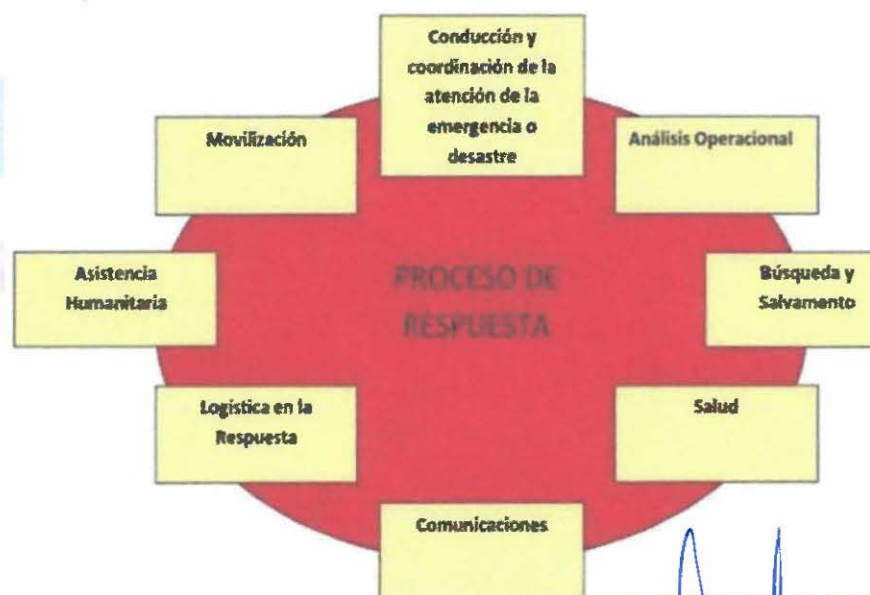 Conducción y
coordinación de la
atención de la
emergencia o
desastre
Movilización
Análisis Operacional
Asistencia
Humanitaria
PROCESO DE
RESPUESTA
Búsqueda y
Salvamento
Logística en la
Respuesta
Salud
Comunicaciones